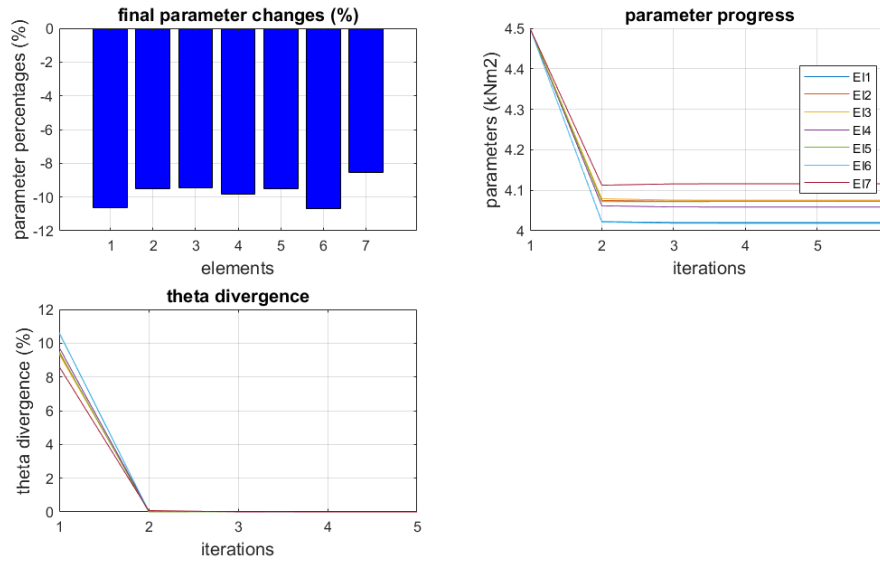 final parameter changes (%)
0
-2
-4
-6
-8
-10
-12
parameter percentages (%)
1 2 3 4 5 6 7
elements
parameter progress
4.5
4.4
4.3
4.2
4.1
4
parameters (kNm2)
EI1
EI2
EI3
EI4
EI5
EI6
EI7
1 2 3 4 5
iterations
theta divergence
12
10
8
6
4
2
0
theta divergence (%)
1 2 3 4 5
iterations